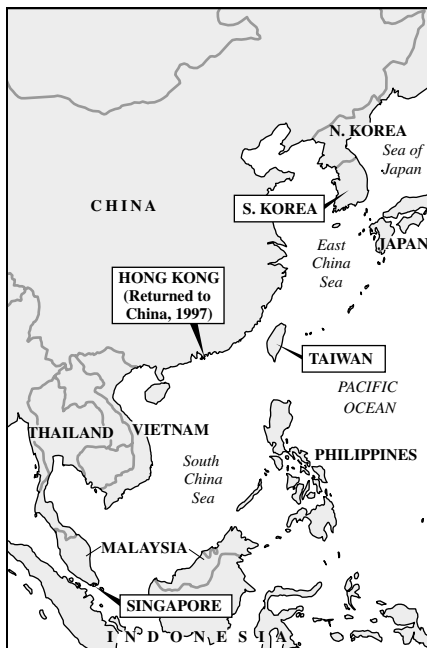 N. KOREA
Sea of
Japan
CHINA
S. KOREA
JAPAN
East
China
Sea
HONG KONG
(Returned to
China, 1997)
TAIWAN
PACIFIC
OCEAN
THAILAND
VIETNAM
PHILIPPINES
South
China
Sea
MALAYSIA
SINGAPORE
INDONESIA